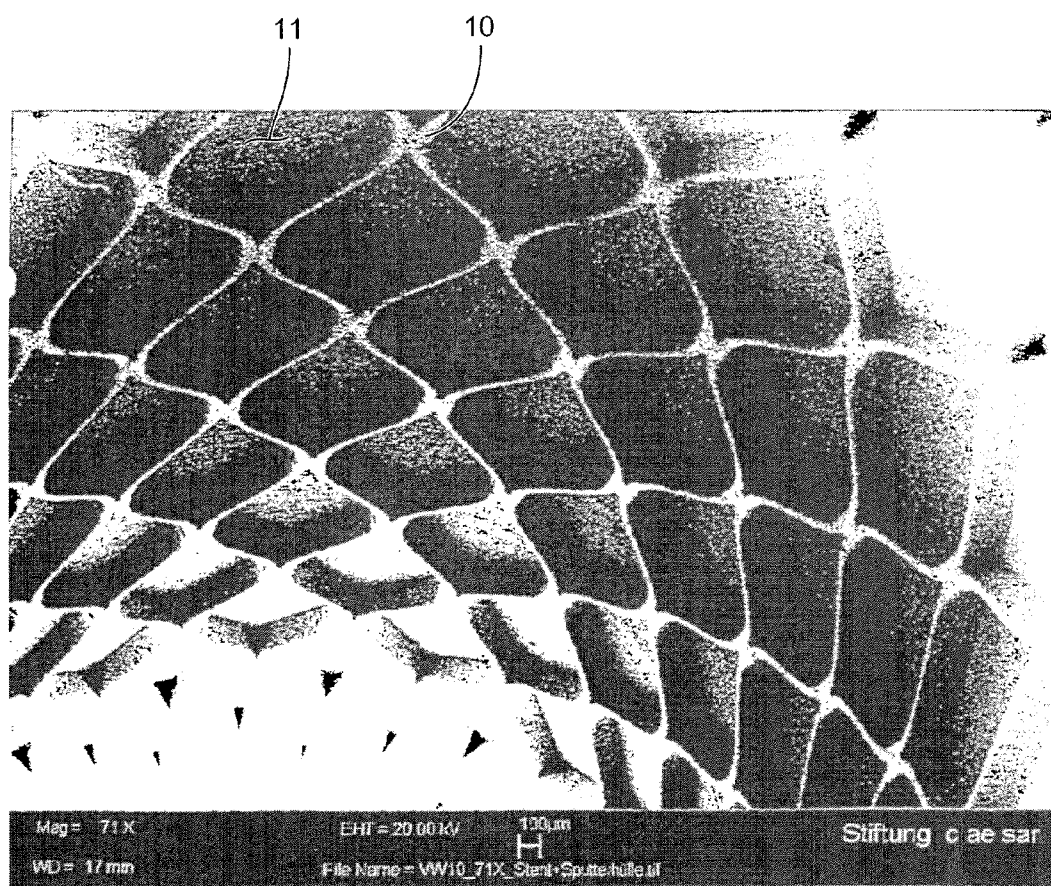 11 10
Mag = 71 X EHT = 20.00 kV 100µm Stiftung c ae sar
WD = 17 mm File Name = VW10_71X_Stent+Sputterhülle.tif